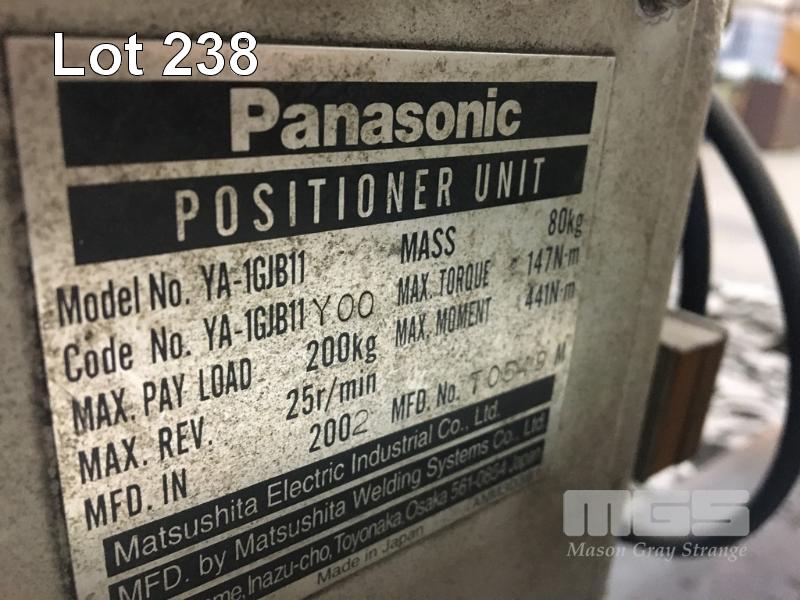 Lot 238
Panasonic
POSITIONER UNIT
Model No. YA-1GJB11
MASS 80kg
Code No. YA-1GJB11 Y00
MAX. TORQUE 147N-m
MAX. PAY LOAD 200kg
MAX. MOMENT 441N-m
MAX. REV. 25r/min
MFD. IN 2002
MFD. No. T0549 M
Matsushita Electric Industrial Co., Ltd.
MFD. by Matsushita Welding Systems Co., Ltd.
Inazu-cho, Toyonaka, Osaka 561-0854 Japan
Made in Japan
MGS
Mason Gray Strange